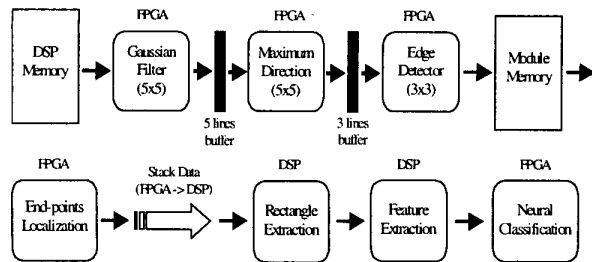 FPGA FPGA FPGA
DSP Memory
Gaussian Filter (5x5)
Maximum Direction (5x5)
Edge Detector (3x3)
Module Memory
5 lines buffer
3 lines buffer
FPGA
Stack Data (FPGA -> DSP)
DSP
DSP
FPGA
End-points Localization
Rectangle Extraction
Feature Extraction
Neural Classification